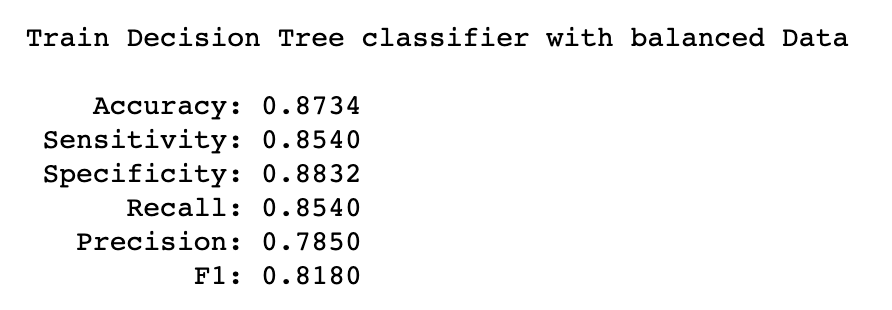 Train Decision Tree classifier with balanced Data
Accuracy: 0.8734
Sensitivity: 0.8540
Specificity: 0.8832
Recall: 0.8540
Precision: 0.7850
F1: 0.8180